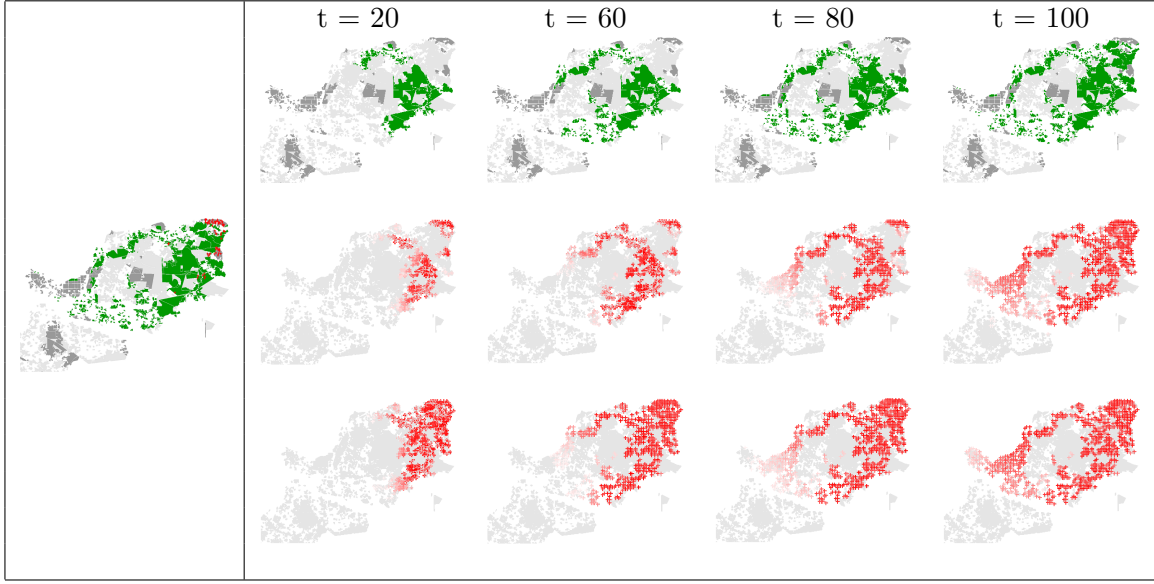 t = 20 t = 60 t = 80 t = 100